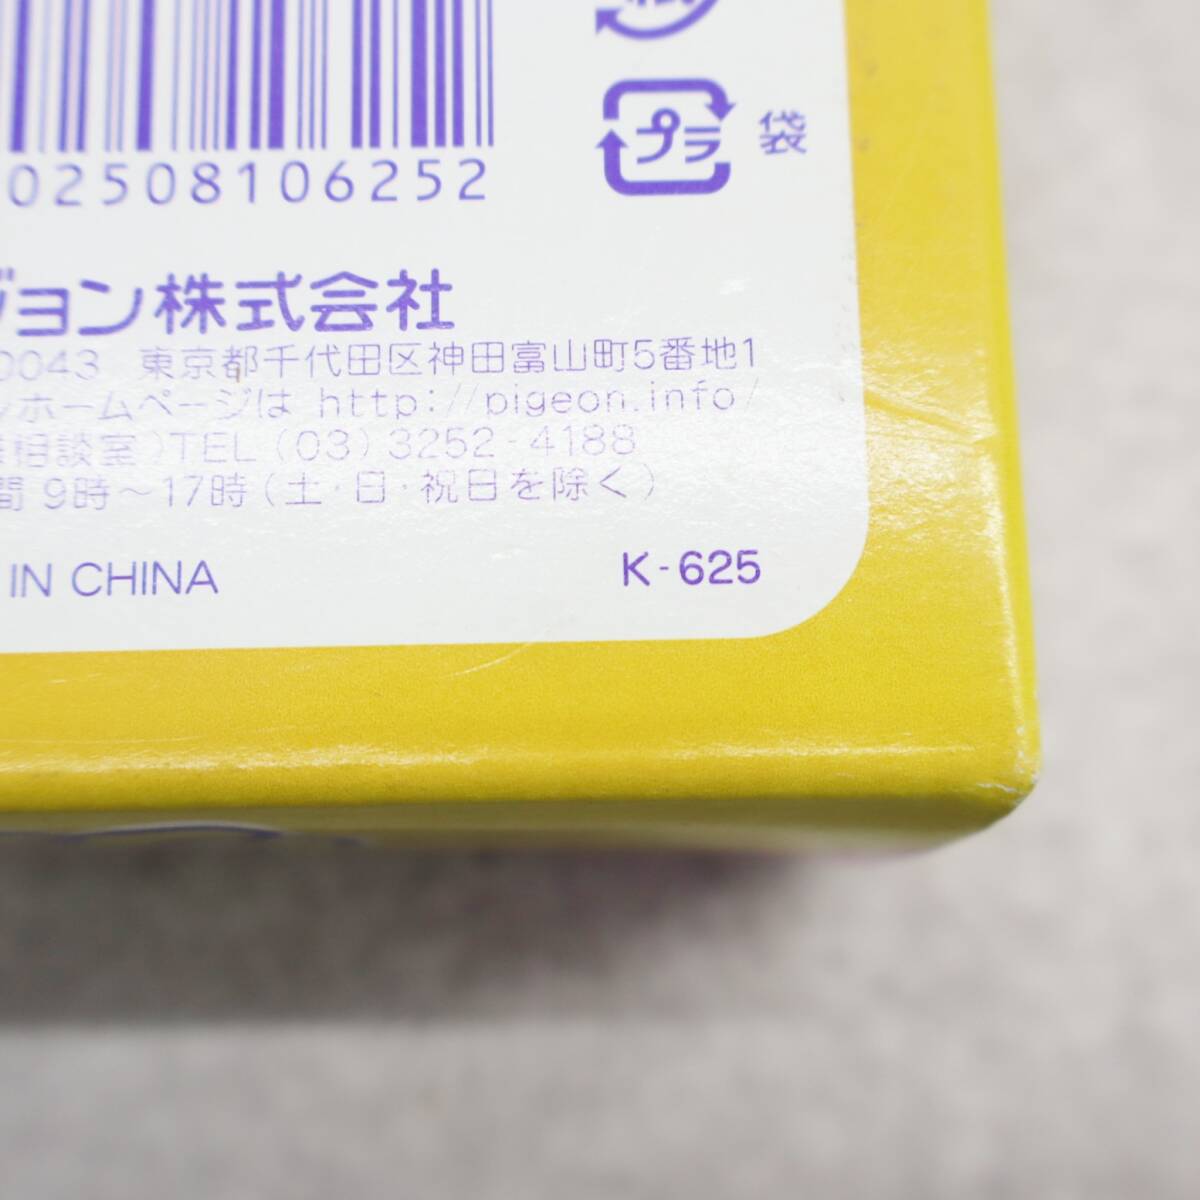 プラ 袋
02508106252
ジョン株式会社
0043 東京都千代田区神田富山町5番地1
ンホームページは http://pigeon.info/
相談室)TEL(03)3252-4188
間 9時～17時(土・日・祝日を除く)
IN CHINA
K-625